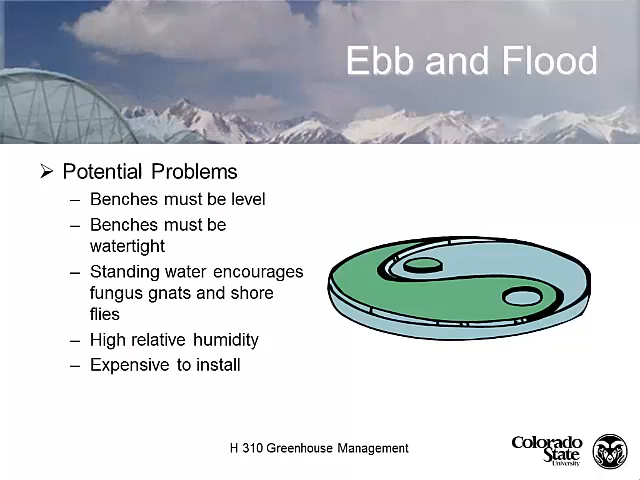 Ebb and Flood
➢ Potential Problems
– Benches must be level
– Benches must be
watertight
– Standing water encourages
fungus gnats and shore
flies
– High relative humidity
– Expensive to install
H 310 Greenhouse Management
Colorado
State
University